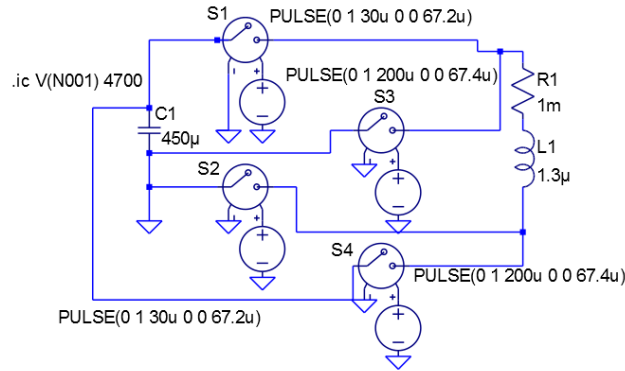 S1
PULSE(0 1 30u 0 0 67.2u)
.ic V(N001) 4700
PULSE(0 1 200u 0 0 67.4u)
R1
1m
C1
450µ
S3
L1
1.3µ
S2
S4
PULSE(0 1 200u 0 0 67.4u)
PULSE(0 1 30u 0 0 67.2u)